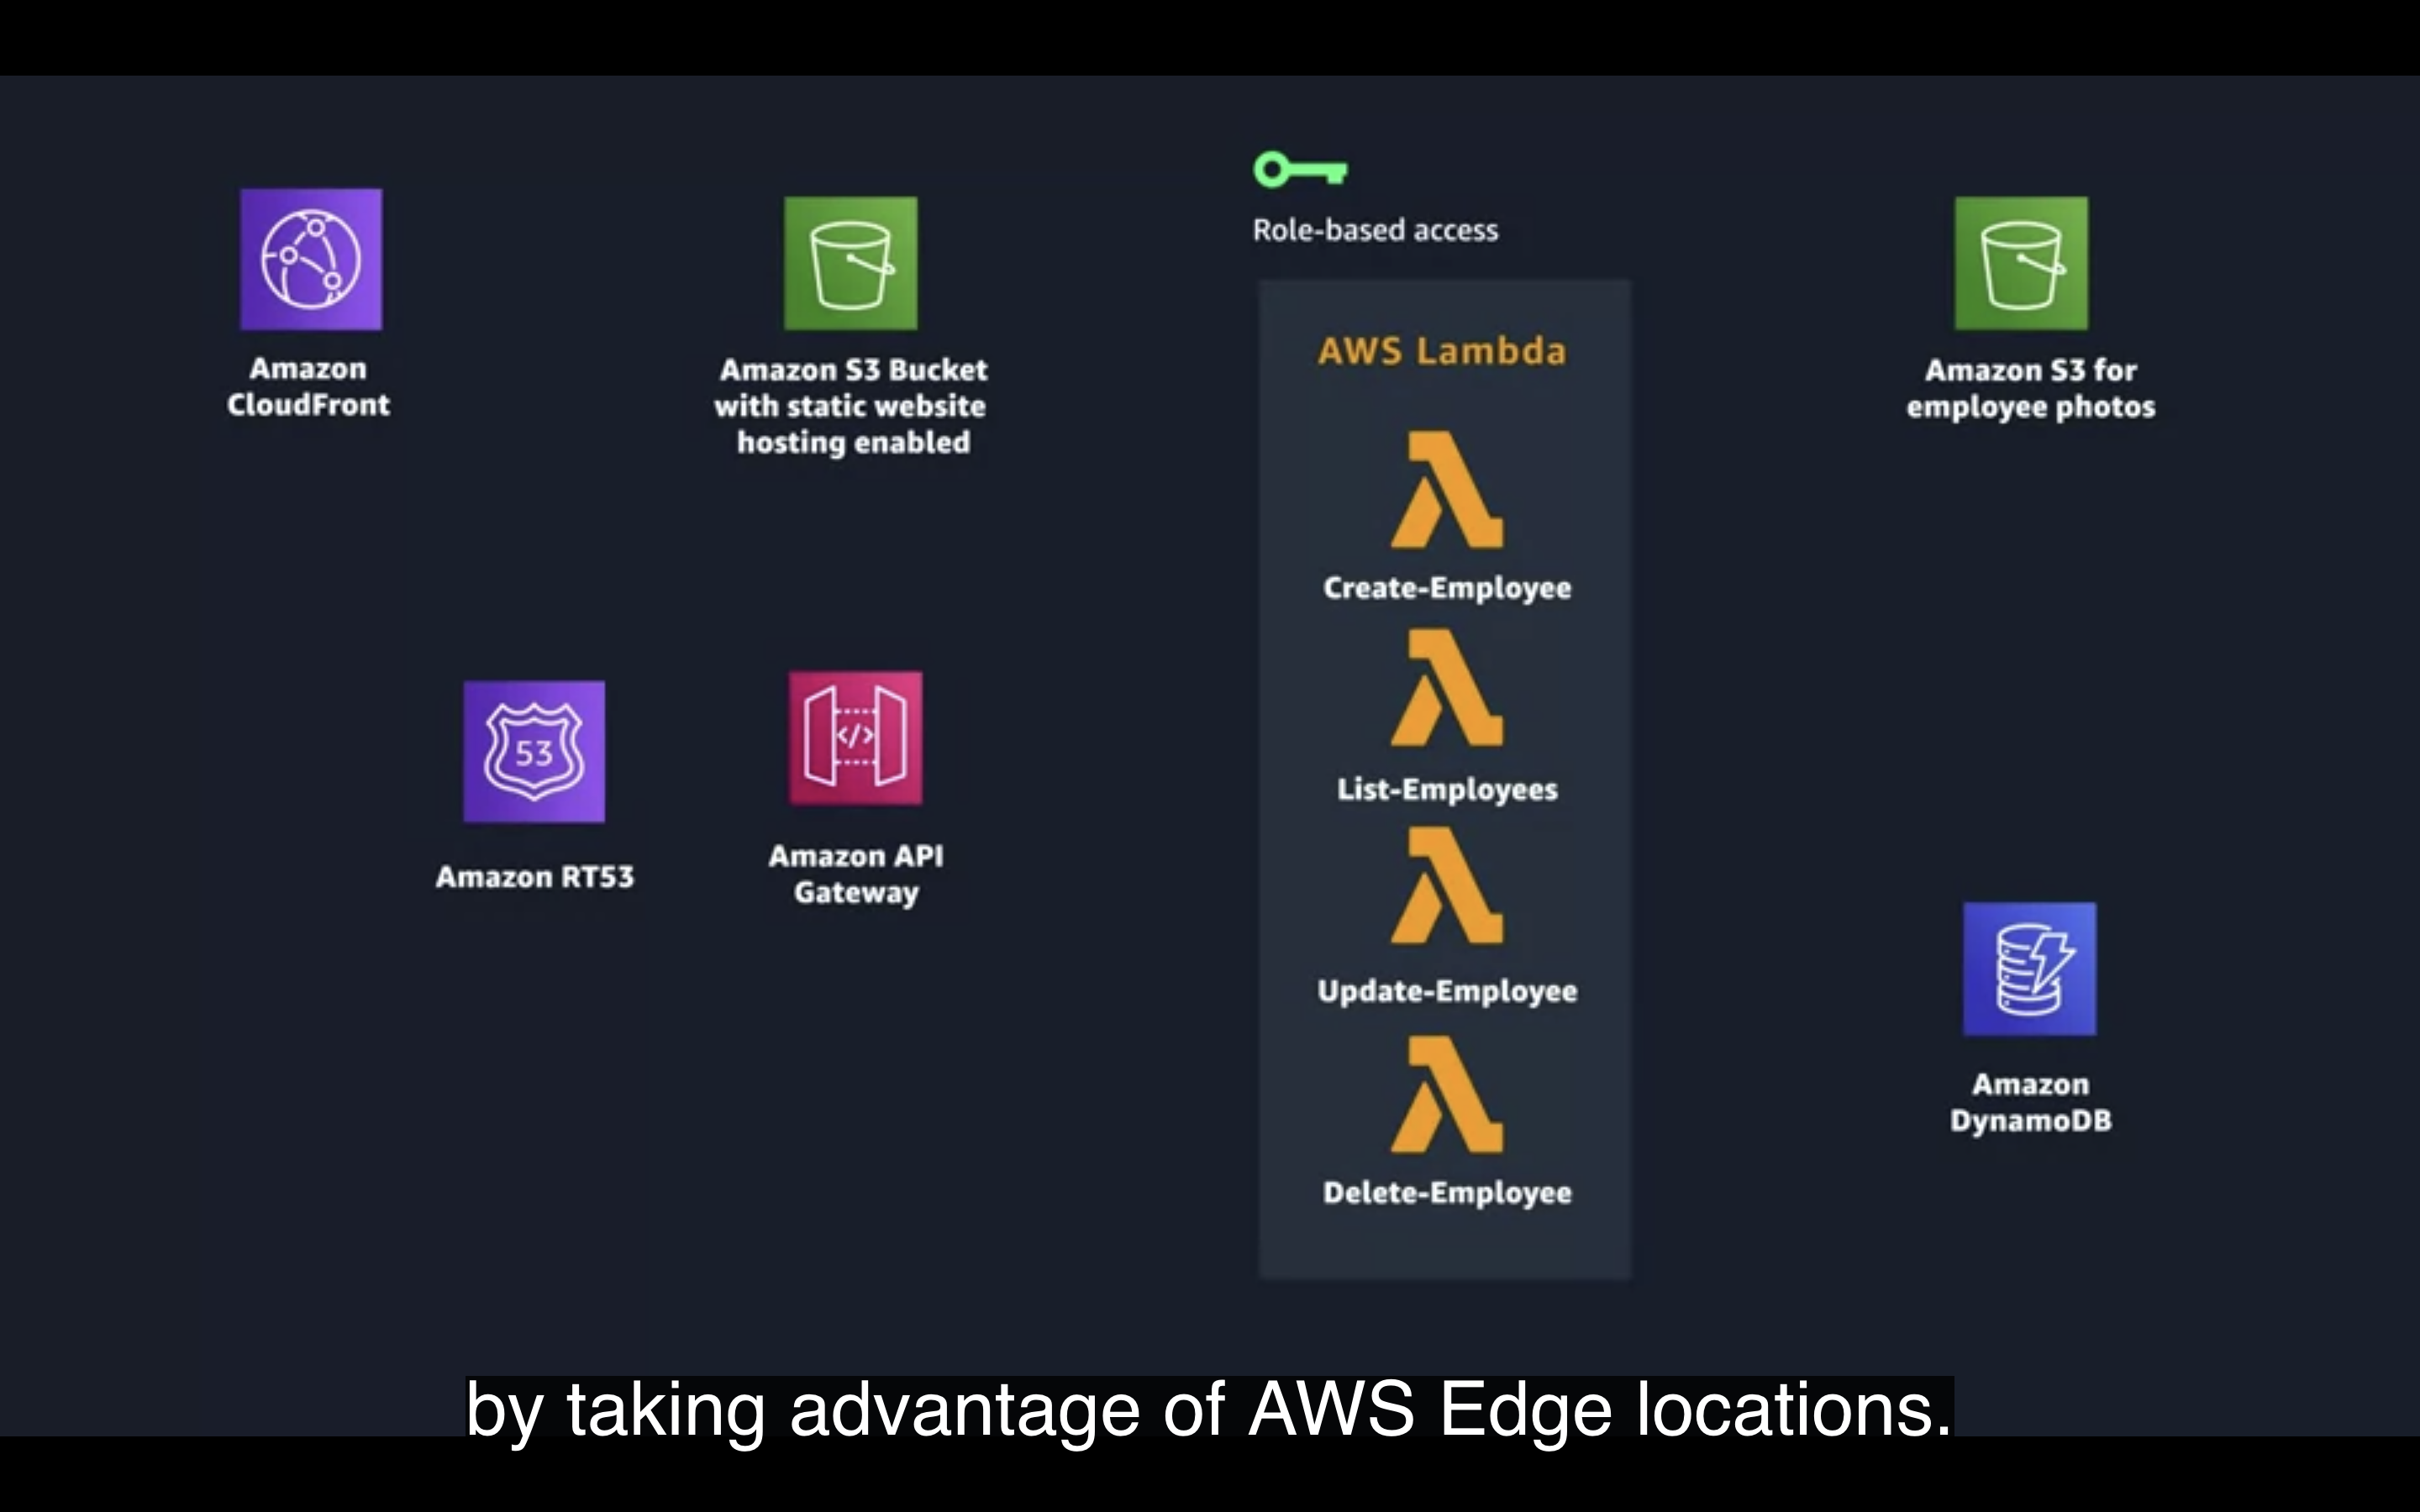 Amazon
CloudFront
Amazon S3 Bucket
with static website
hosting enabled
Role-based access
AWS Lambda
Create-Employee
List-Employees
Update-Employee
Delete-Employee
Amazon S3 for
employee photos
53
Amazon RT53
</>
Amazon API
Gateway
Amazon
DynamoDB
by taking advantage of AWS Edge locations.